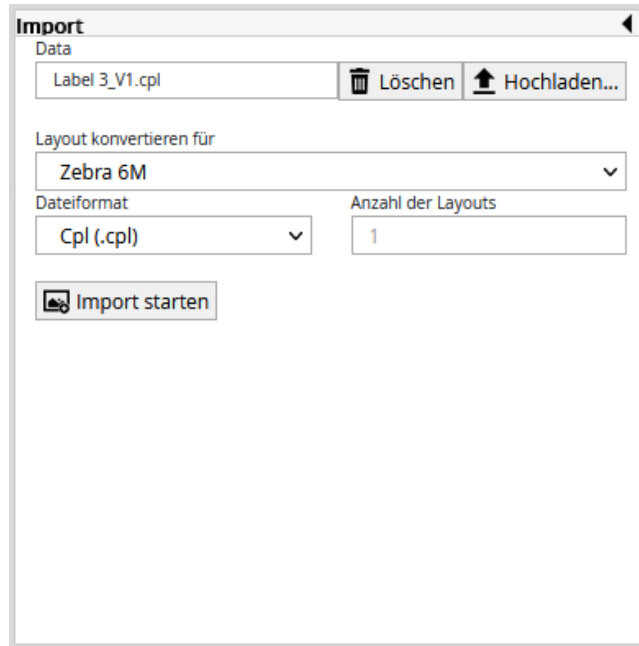 Import
Data
Label 3_V1.cpl
Löschen
Hochladen...
Layout konvertieren für
Zebra 6M
Dateiformat
Anzahl der Layouts
Cpl (.cpl)
1
Import starten